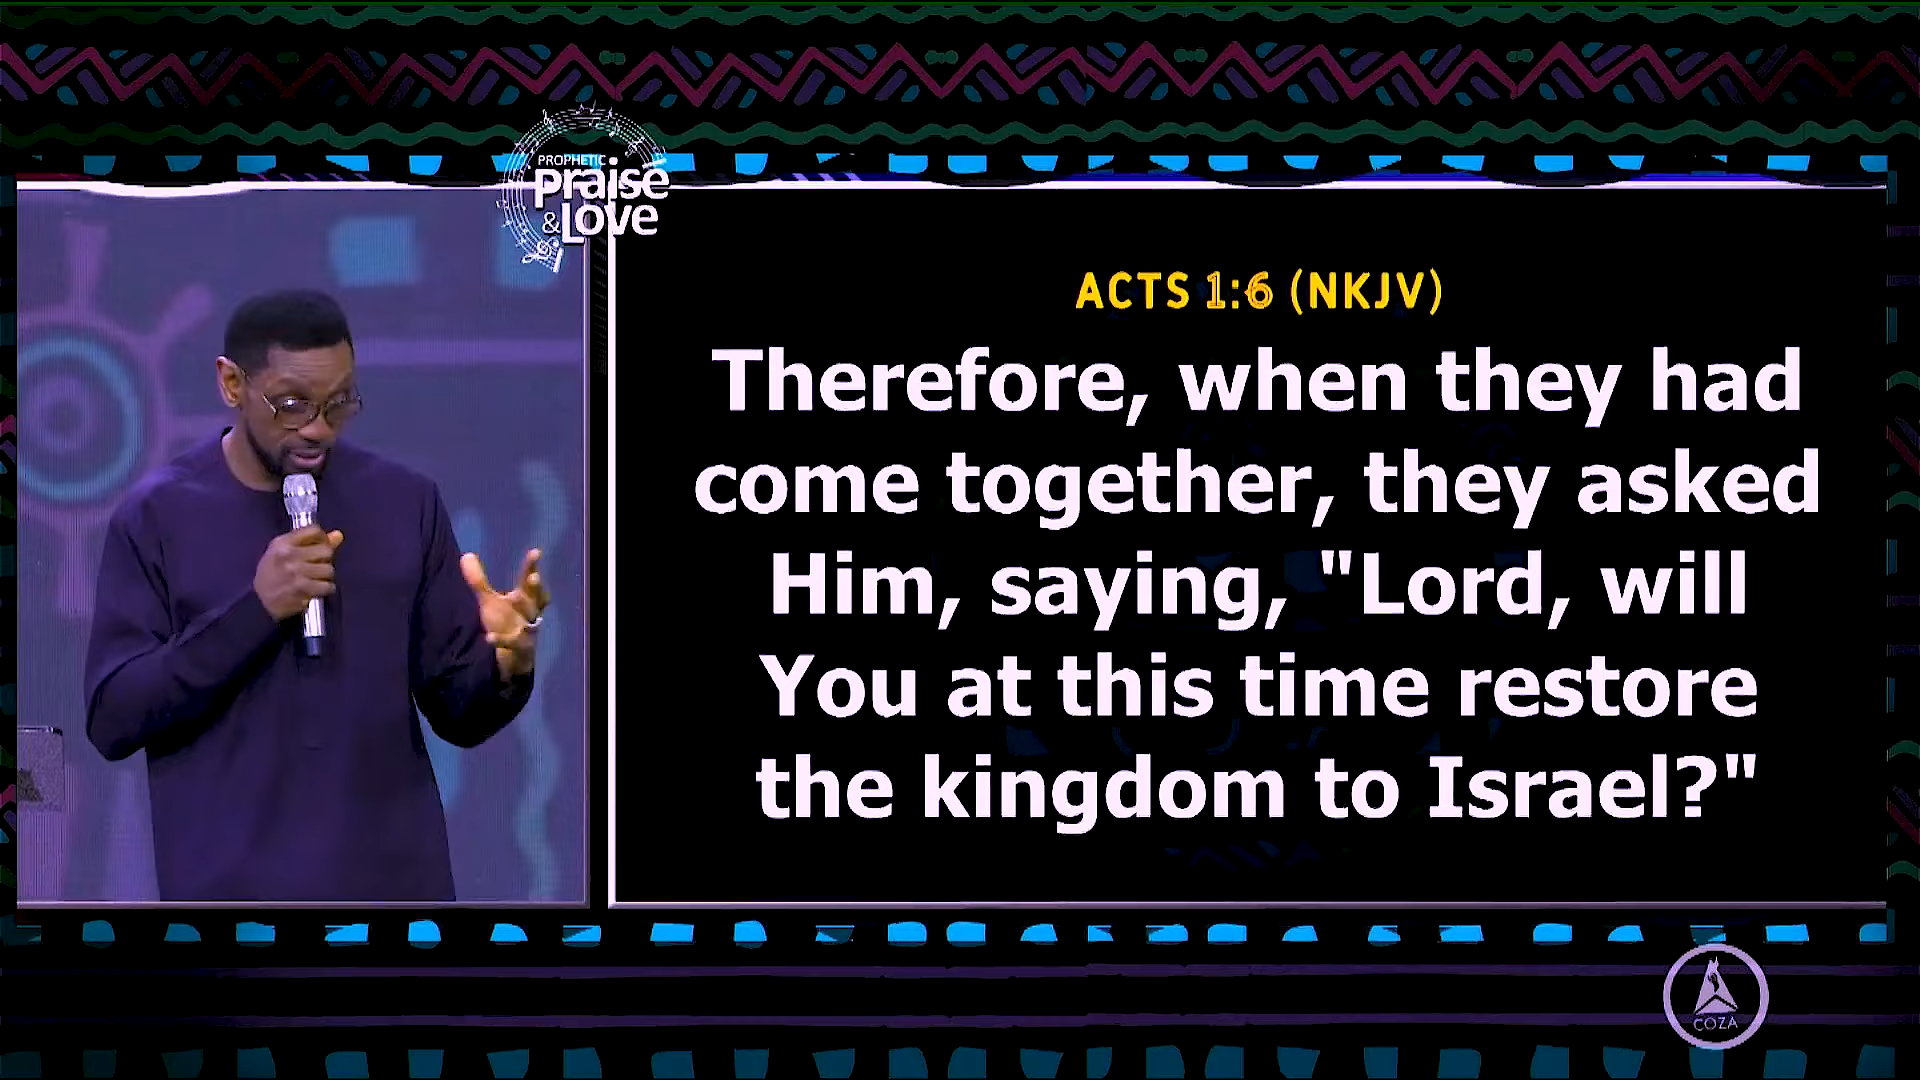 PROPHETIC
Praise
& Love
ACTS 1:6 (NKJV)
Therefore, when they had
come together, they asked
Him, saying, "Lord, will
You at this time restore
the kingdom to Israel?"
COZA